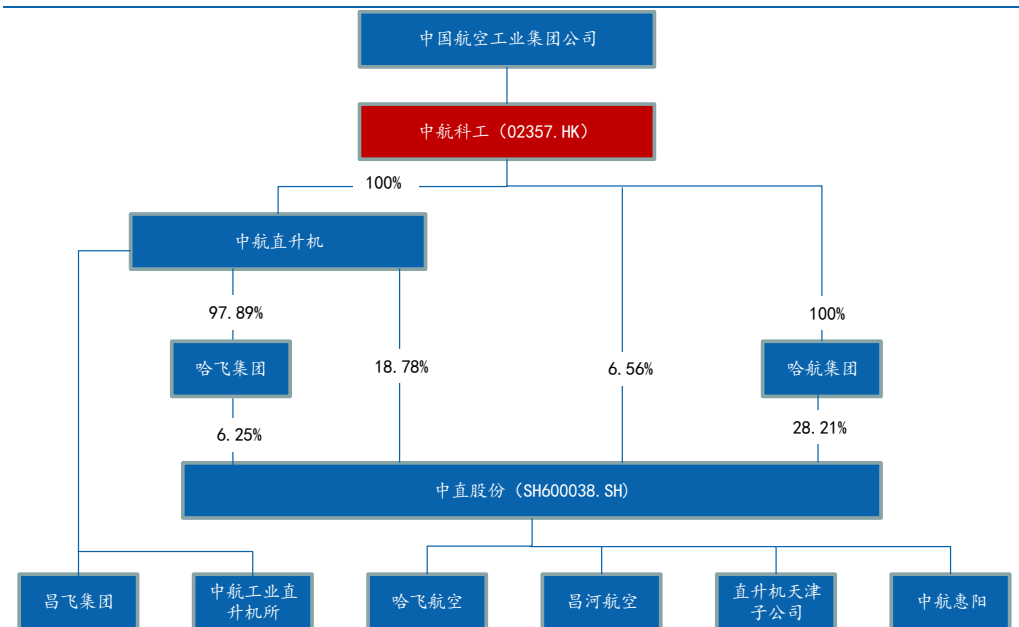 中国航空工业集团公司
中航科工（02357.HK）
100%
中航直升机
97.89%
100%
哈飞集团
18.78%
6.56%
哈航集团
6.25%
28.21%
中直股份（SH600038.SH)
昌飞集团
中航工业直
升机所
哈飞航空
昌河航空
直升机天津
子公司
中航惠阳